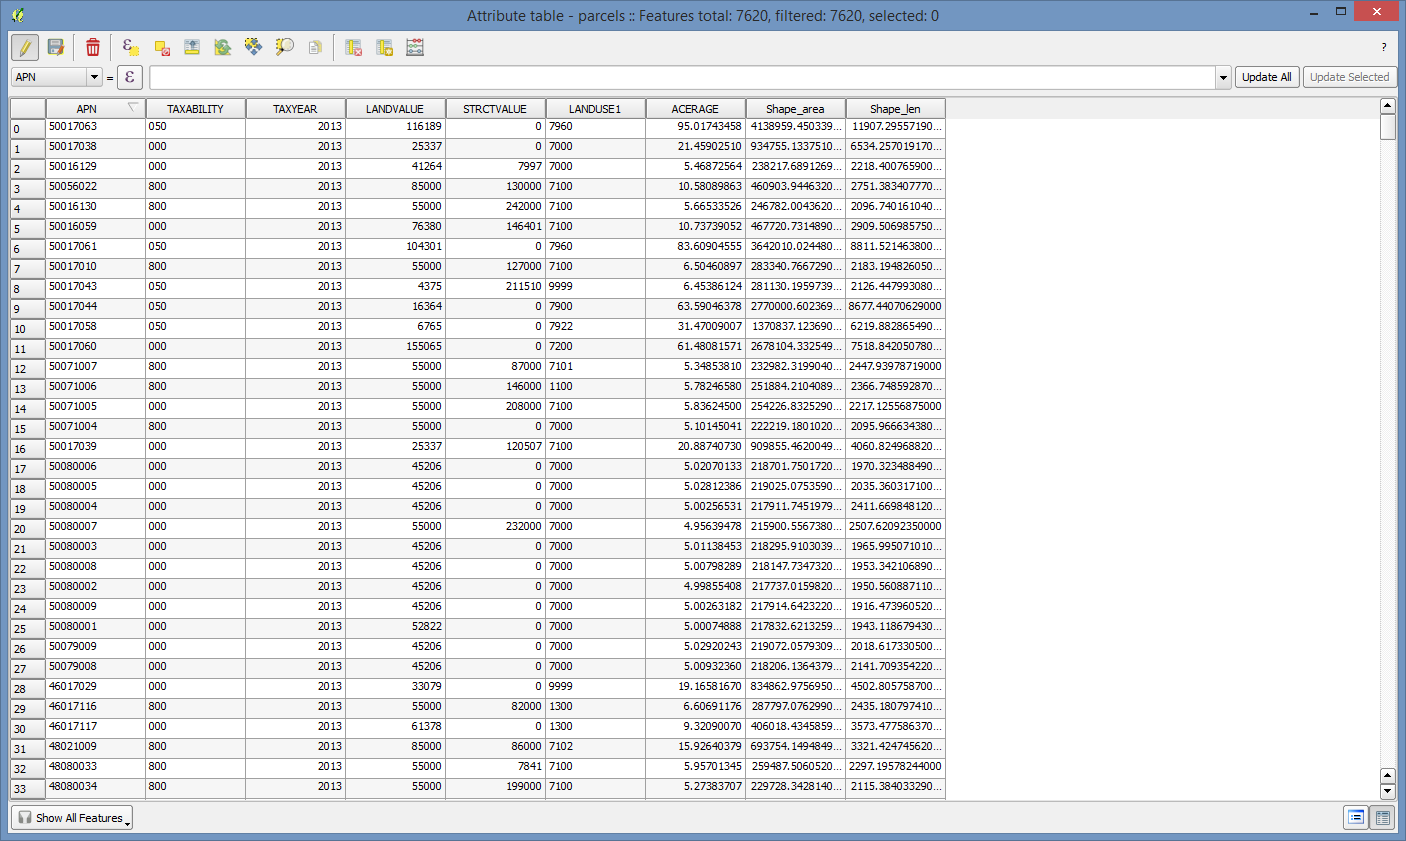 Attribute table - parcels :: Features total: 7620, filtered: 7620, selected: 0
?
APN = ε Update All Update Selected
APN TAXABILITY TAXYEAR LANDVALUE STRCTVALUE LANDUSE1 ACERAGE Shape_area Shape_len
0 50017063 050 2013 116189 0 7960 95.01743458 4138959.450339... 11907.29557190...
1 50017038 000 2013 25337 0 7000 21.45902510 934755.1337510... 6534.257019170...
2 50016129 000 2013 41264 7997 7000 5.46872564 238217.6891269... 2218.400765900...
3 50056022 800 2013 85000 130000 7100 10.58089863 460903.9446320... 2751.383407770...
4 50016130 800 2013 55000 242000 7100 5.66533526 246782.0043620... 2096.740161040...
5 50016059 000 2013 76380 146401 7100 10.73739052 467720.7314890... 2909.506985750...
6 50017061 050 2013 104301 0 7960 83.60904555 3642010.024480... 8811.521463800...
7 50017010 800 2013 55000 127000 7100 6.50460897 283340.7667290... 2183.194826050...
8 50017043 050 2013 4375 211510 9999 6.45386124 281130.1959739... 2126.447993080...
9 50017044 050 2013 16364 0 7900 63.59046378 2770000.602369... 8677.44070629000
10 50017058 050 2013 6765 0 7922 31.47009007 1370837.123690... 6219.882865490...
11 50017060 000 2013 155065 0 7200 61.48081571 2678104.332549... 7518.842050780...
12 50071007 800 2013 55000 87000 7101 5.34853810 232982.3199040... 2447.93978719000
13 50071006 800 2013 55000 146000 1100 5.78246580 251884.2104089... 2366.748592870...
14 50071005 000 2013 55000 208000 7100 5.83624500 254226.8325290... 2217.12556875000
15 50071004 800 2013 55000 0 7000 5.10145041 222219.1801020... 2095.966634380...
16 50017039 000 2013 25337 120507 7100 20.88740730 909855.4620049... 4060.824968820...
17 50080006 000 2013 45206 0 7000 5.02070133 218701.7501720... 1970.323488490...
18 50080005 000 2013 45206 0 7000 5.02812386 219025.0753590... 2035.360317100...
19 50080004 000 2013 45206 0 7000 5.00256531 217911.7451979... 2411.669848120...
20 50080007 000 2013 55000 232000 7000 4.95639478 215900.5567380... 2507.62092350000
21 50080003 000 2013 45206 0 7000 5.01138453 218295.9103039... 1965.995071010...
22 50080008 000 2013 45206 0 7000 5.00798289 218147.7347320... 1953.342106890...
23 50080002 000 2013 45206 0 7000 4.99855408 217737.0159820... 1950.560887110...
24 50080009 000 2013 45206 0 7000 5.00263182 217914.6423220... 1916.473960520...
25 50080001 000 2013 52822 0 7000 5.00074888 217832.6213259... 1943.118679430...
26 50079009 000 2013 45206 0 7000 5.02920243 219072.0579309... 2018.617330500...
27 50079008 000 2013 45206 0 7000 5.00932360 218206.1364379... 2141.709354220...
28 46017029 000 2013 33079 0 9999 19.16581670 834862.9756950... 4502.805758700...
29 46017116 800 2013 55000 82000 1300 6.60691176 287797.0762990... 2435.180797410...
30 46017117 000 2013 61378 0 1300 9.32090070 406018.4345859... 3573.477586370...
31 48021009 800 2013 85000 86000 7102 15.92640379 693754.1494849... 3321.424745620...
32 48080033 800 2013 55000 7841 7100 5.95701345 259487.5060520... 2297.19578244000
33 48080034 800 2013 55000 199000 7100 5.27383707 229728.3428140... 2115.384033290...
Show All Features